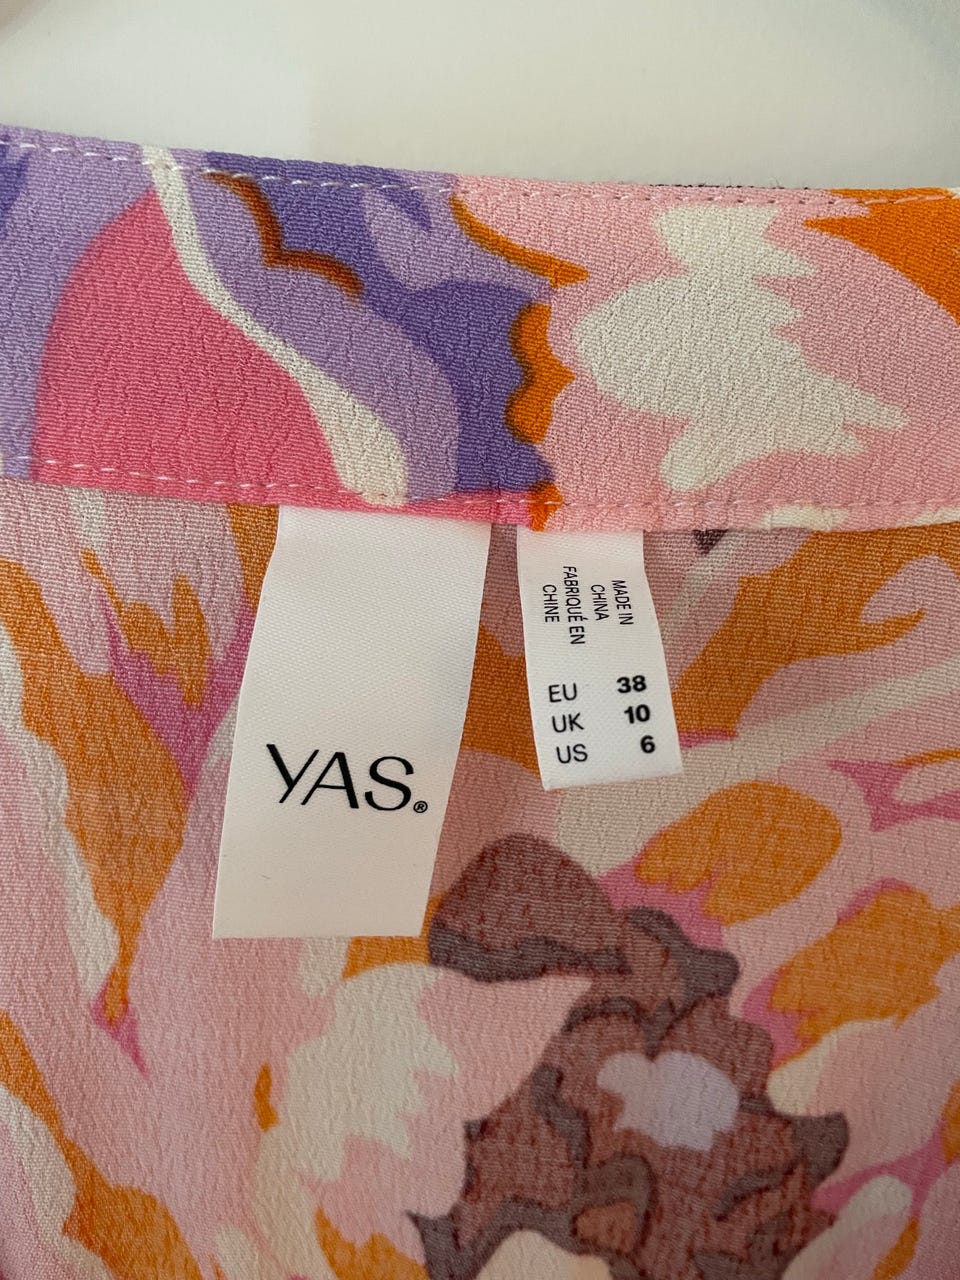 YAS®
MADE IN
CHINA
FABRIQUÉ EN
CHINE
EU 38
UK 10
US 6